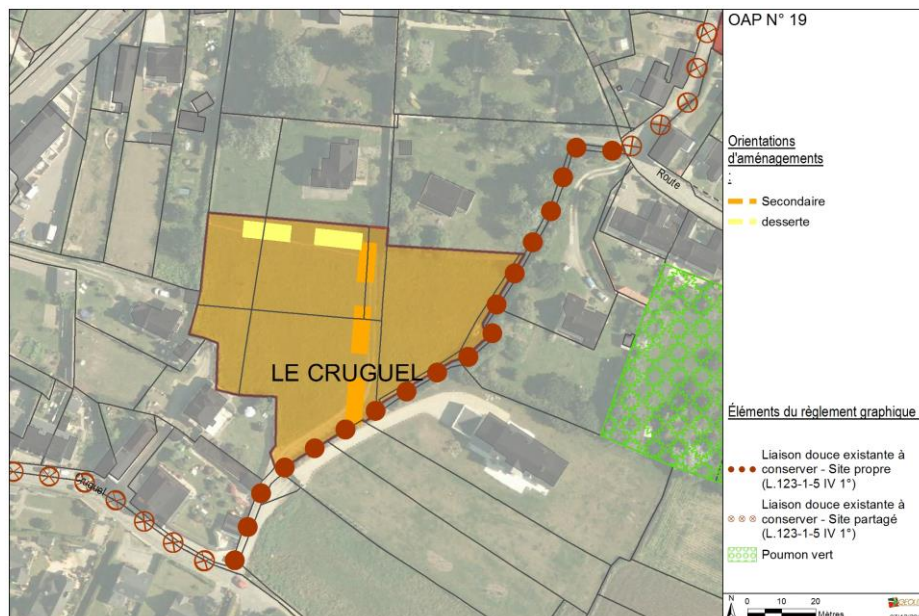 OAP N° 19
Orientations
d'aménagements
:
Secondaire
desserte
Route
LE CRUGUEL
Cruguel
Éléments du règlement graphique
Liaison douce existante à
conserver - Site propre
(L.123-1-5 IV 1°)
Liaison douce existante à
conserver - Site partagé
(L.123-1-5 IV 1°)
Poumon vert
N
0 10 20
Mètres